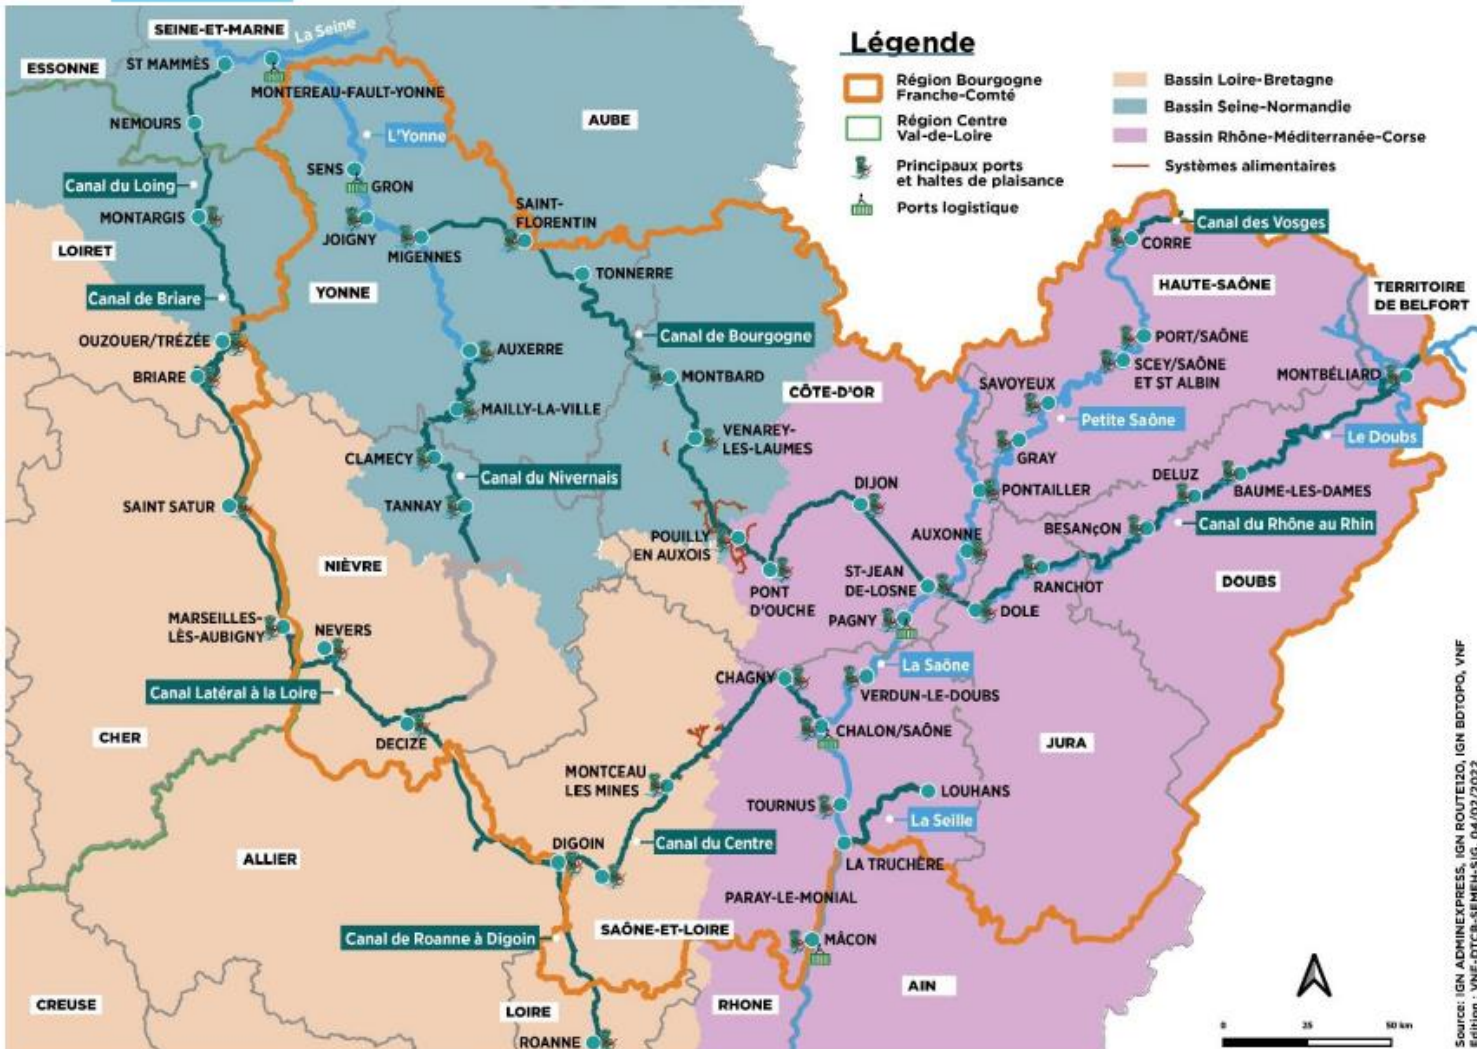 Légende
Région Bourgogne
Franche-Comté
Région Centre
Val-de-Loire
Principaux ports
et haltes de plaisance
Ports logistique
Bassin Loire-Bretagne
Bassin Seine-Normandie
Bassin Rhône-Méditerranée-Corse
Systèmes alimentaires
SEINE-ET-MARNE
La Seine
ESSONNE
ST MAMMÈS
MONTEREAU-FAULT-YONNE
AUBE
NEMOURS
L'Yonne
SENS
GRON
Canal du Loing
MONTARGIS
SAINT-
FLORENTIN
JOIGNY
MIGENNES
LOIRET
TONNERRE
YONNE
Canal de Briare
OUZOUER/TRÉZÉE
BRIARE
Canal de Bourgogne
AUXERRE
MONTBARD
MAILLY-LA-VILLE
VENAREY-
LES-LAUMES
CLAMECY
Canal du Nivernais
TANNAY
SAINT SATUR
POUILLY
EN AUXOIS
NIÈVRE
PONT
D'OUCHE
CÔTE-D'OR
DIJON
Canal des Vosges
CORRE
HAUTE-SAÔNE
TERRITOIRE
DE BELFORT
PORT/SAÔNE
SCEY/SAÔNE
ET ST ALBIN
MONTBÉLIARD
SAVOYEUX
Petite Saône
Le Doubs
GRAY
DELUZ
BAUME-LES-DAMES
PONTAILLER
BESANçON
Canal du Rhône au Rhin
AUXONNE
ST-JEAN
DE-LOSNE
RANCHOT
DOUBS
DOLE
PAGNY
MARSEILLES-
LÈS-AUBIGNY
NEVERS
La Saône
CHAGNY
VERDUN-LE-DOUBS
Canal Latéral à la Loire
CHER
DECIZE
CHALON/SAÔNE
JURA
MONTCEAU
LES MINES
LOUHANS
TOURNUS
La Seille
Canal du Centre
DIGOIN
ALLIER
LA TRUCHÈRE
PARAY-LE-MONIAL
SAÔNE-ET-LOIRE
Canal de Roanne à Digoin
MÂCON
AIN
CREUSE
LOIRE
RHONE
ROANNE
0 25 50 km
Source: IGN ADMINEXPRESS, IGN ROUTE120, IGN BDTOPO, VNF
Edition : VNF-DTCB-SEMEH-SIG, 04/02/2022